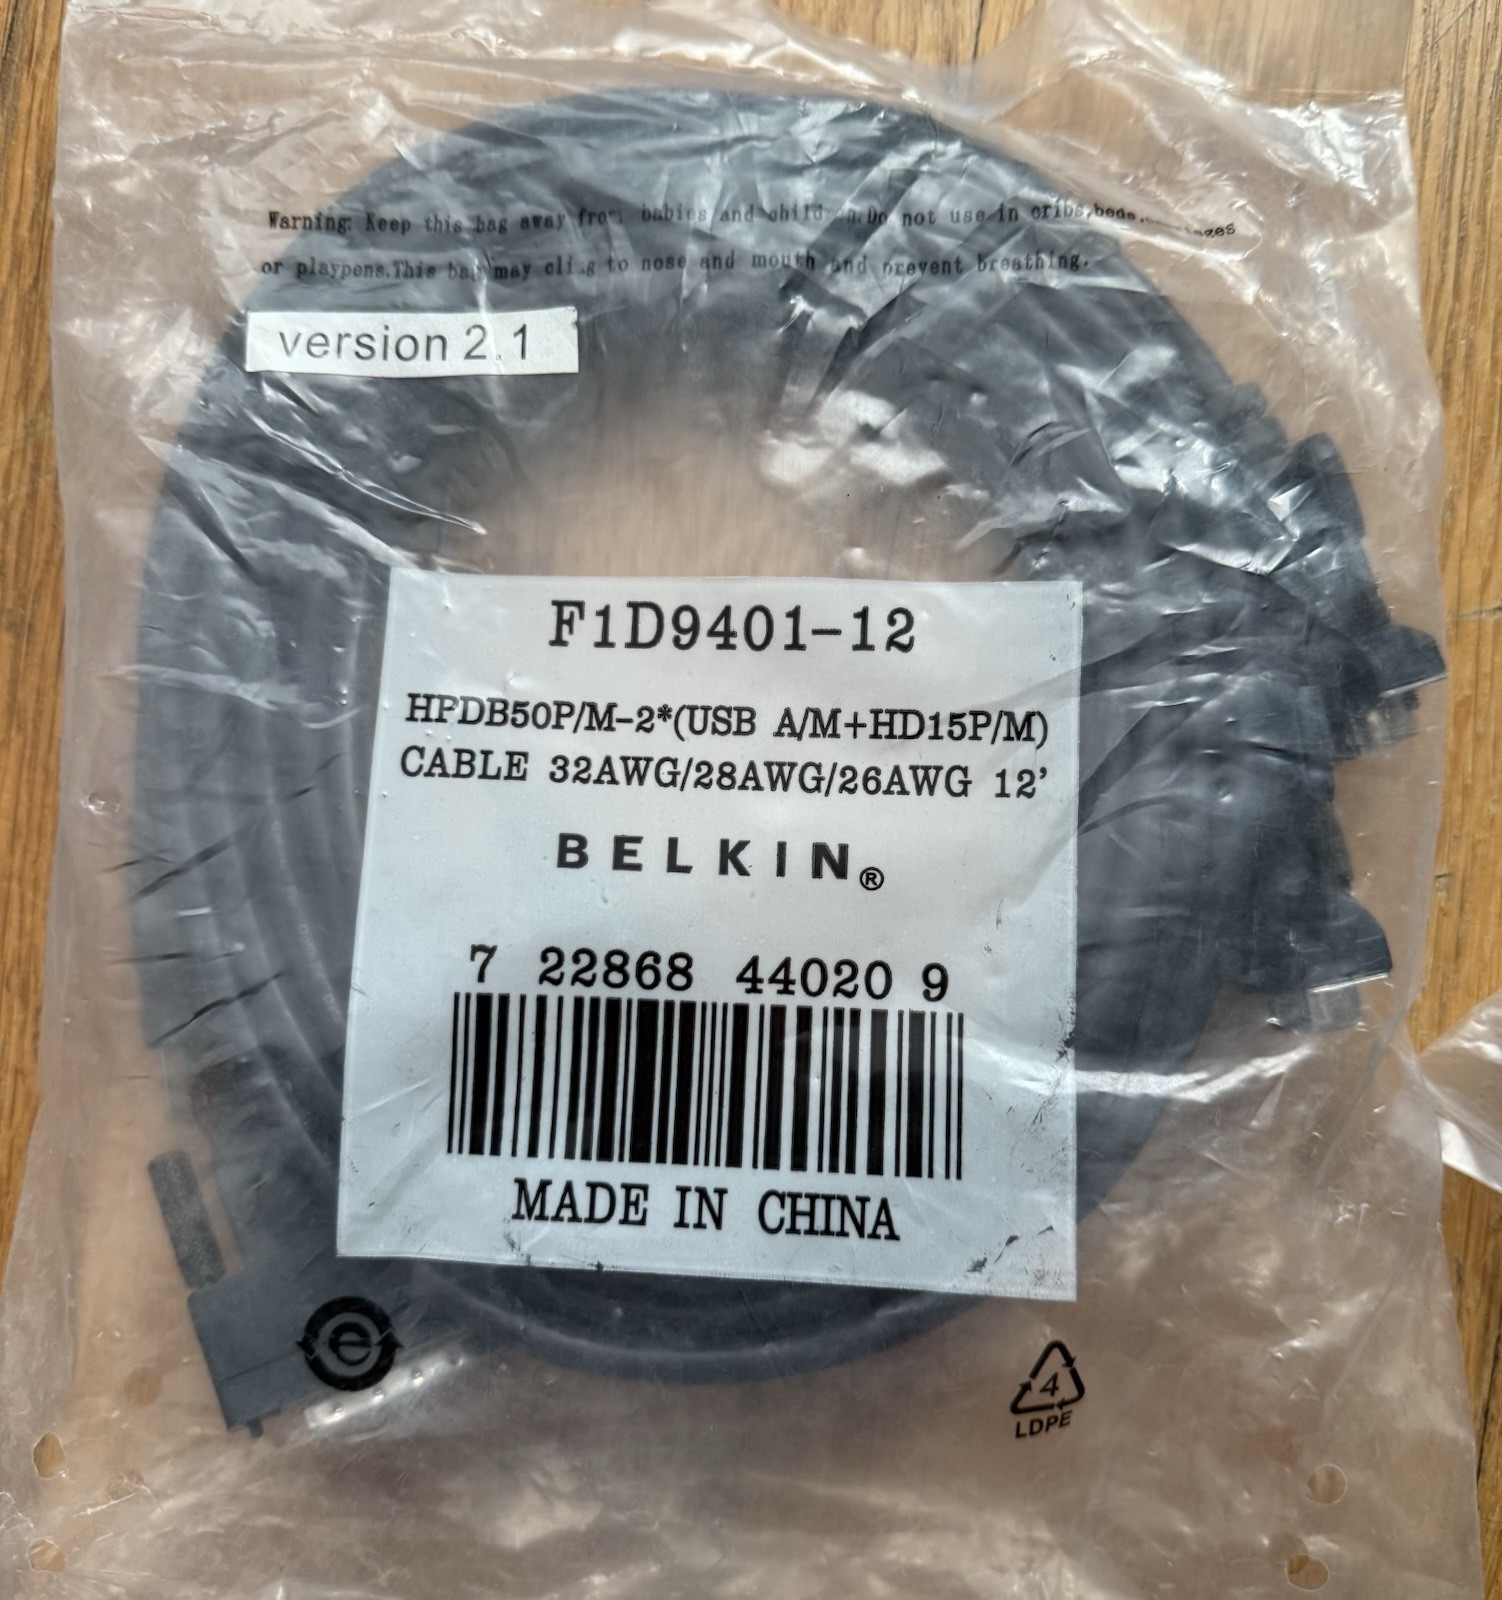 Warning: Keep this bag away from babies and children.Do not use in cribs,beds,
or playpens.This bag may cling to nose and mouth and prevent breathing.
version 2.1
F1D9401-12
HPDB50P/M-2*(USB A/M+HD15P/M)
CABLE 32AWG/28AWG/26AWG 12'
BELKIN®
7 22868 44020 9
MADE IN CHINA
e
4
LDPE